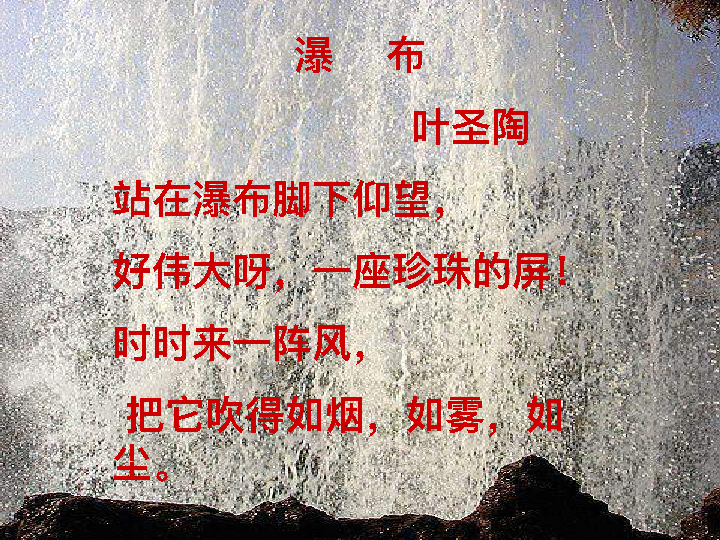 瀑 布
叶圣陶
站在瀑布脚下仰望，
好伟大呀，一座珍珠的屏！
时时来一阵风，
把它吹得如烟，如雾，如
尘。